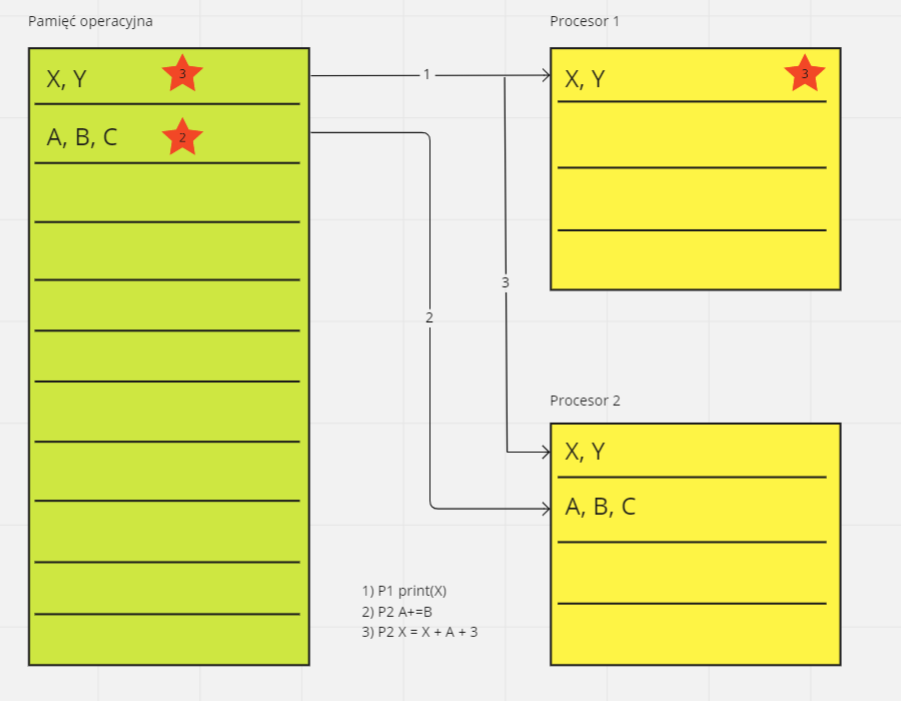 Pamięć operacyjna
X, Y 3
A, B, C 2
1
2
3
Procesor 1
X, Y 3
Procesor 2
X, Y
A, B, C
1) P1 print(X)
2) P2 A+=B
3) P2 X = X + A + 3